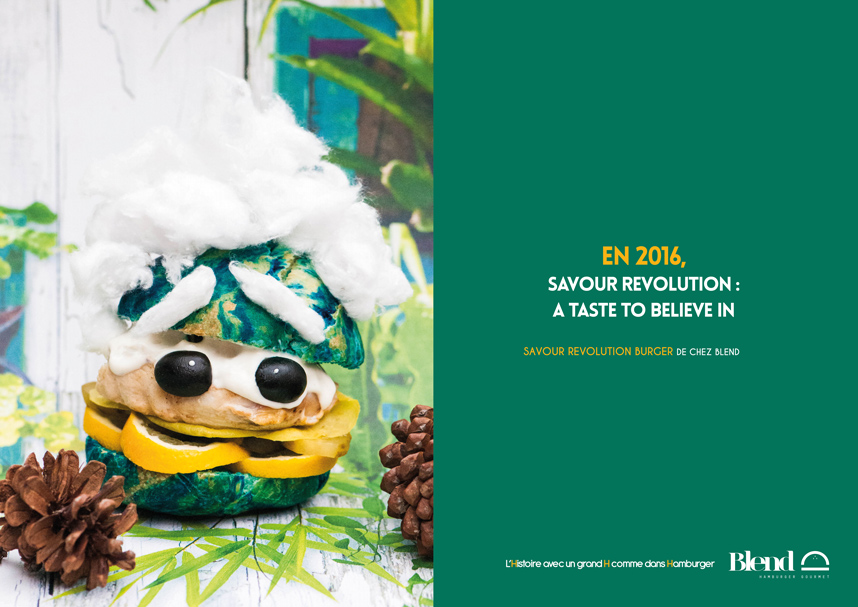 EN 2016,
SAVOUR REVOLUTION :
A TASTE TO BELIEVE IN
SAVOUR REVOLUTION BURGER DE CHEZ BLEND
L'Histoire avec un grand H comme dans Hamburger
Blend
HAMBURGER GOURMET